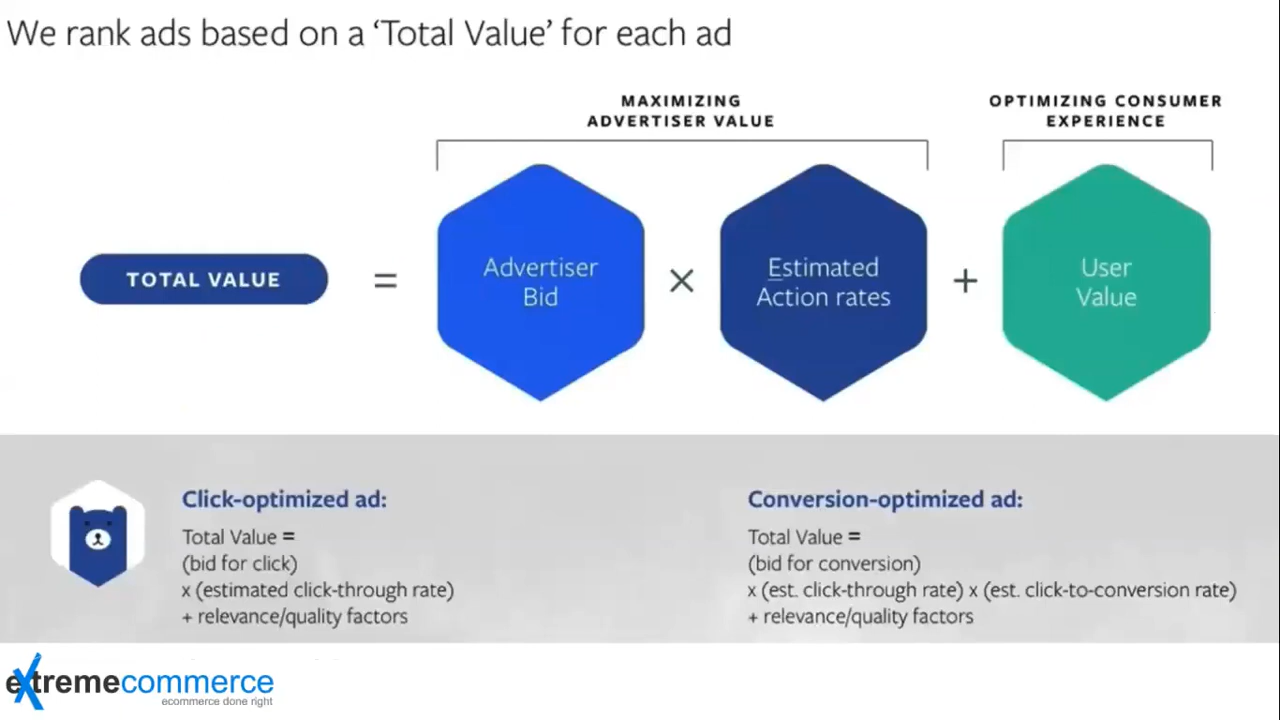 We rank ads based on a ‘Total Value’ for each ad
MAXIMIZING
ADVERTISER VALUE
OPTIMIZING CONSUMER
EXPERIENCE
TOTAL VALUE
=
Advertiser
Bid
X
Estimated
Action rates
+
User
Value
Click-optimized ad:
Total Value =
(bid for click)
x (estimated click-through rate)
+ relevance/quality factors
Conversion-optimized ad:
Total Value =
(bid for conversion)
x (est. click-through rate) x (est. click-to-conversion rate)
+ relevance/quality factors
extremecommerce
ecommerce done right